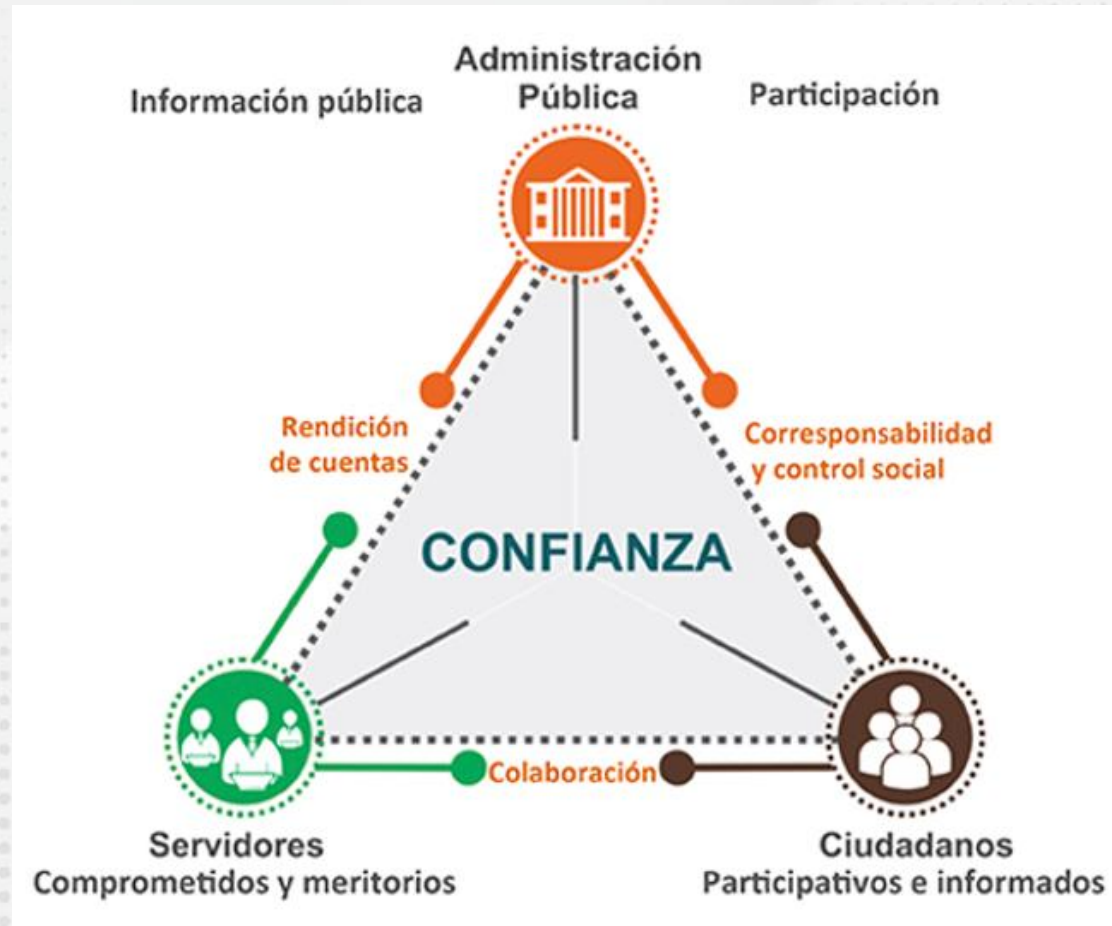 Administración
Pública
Información pública
Participación
Rendición
de cuentas
Corresponsabilidad
y control social
CONFIANZA
Colaboración
Servidores
Comprometidos y meritorios
Ciudadanos
Participativos e informados